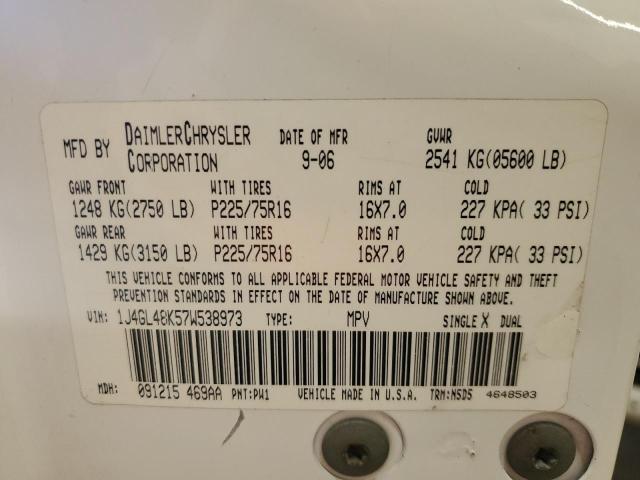 MFD BY DAIMLERCHRYSLER CORPORATION DATE OF MFR 9-06 GVWR 2541 KG(05600 LB)
GAWR FRONT WITH TIRES RIMS AT COLD
1248 KG(2750 LB) P225/75R16 16X7.0 227 KPA( 33 PSI)
GAWR REAR WITH TIRES RIMS AT COLD
1429 KG(3150 LB) P225/75R16 16X7.0 227 KPA( 33 PSI)
THIS VEHICLE CONFORMS TO ALL APPLICABLE FEDERAL MOTOR VEHICLE SAFETY AND THEFT
PREVENTION STANDARDS IN EFFECT ON THE DATE OF MANUFACTURE SHOWN ABOVE.
VIN: 1J4GL48K57W538973 TYPE: MPV SINGLE X DUAL
MDH: 091215 469AA PNT:PW1 VEHICLE MADE IN U.S.A. TRM:NSD5 4648503